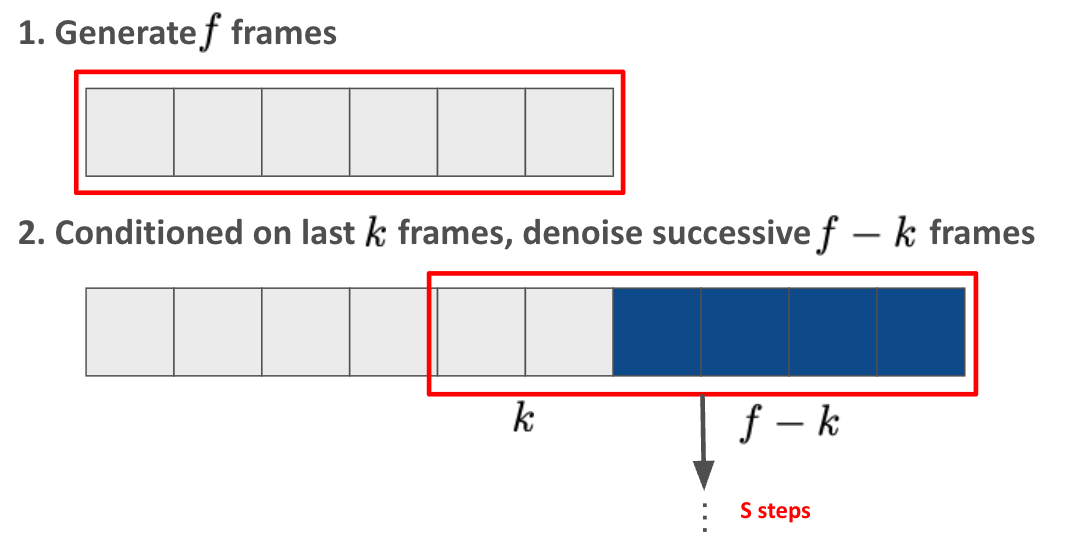 1. Generate f frames
2. Conditioned on last k frames, denoise successive f − k frames
k
f − k
⋮ S steps